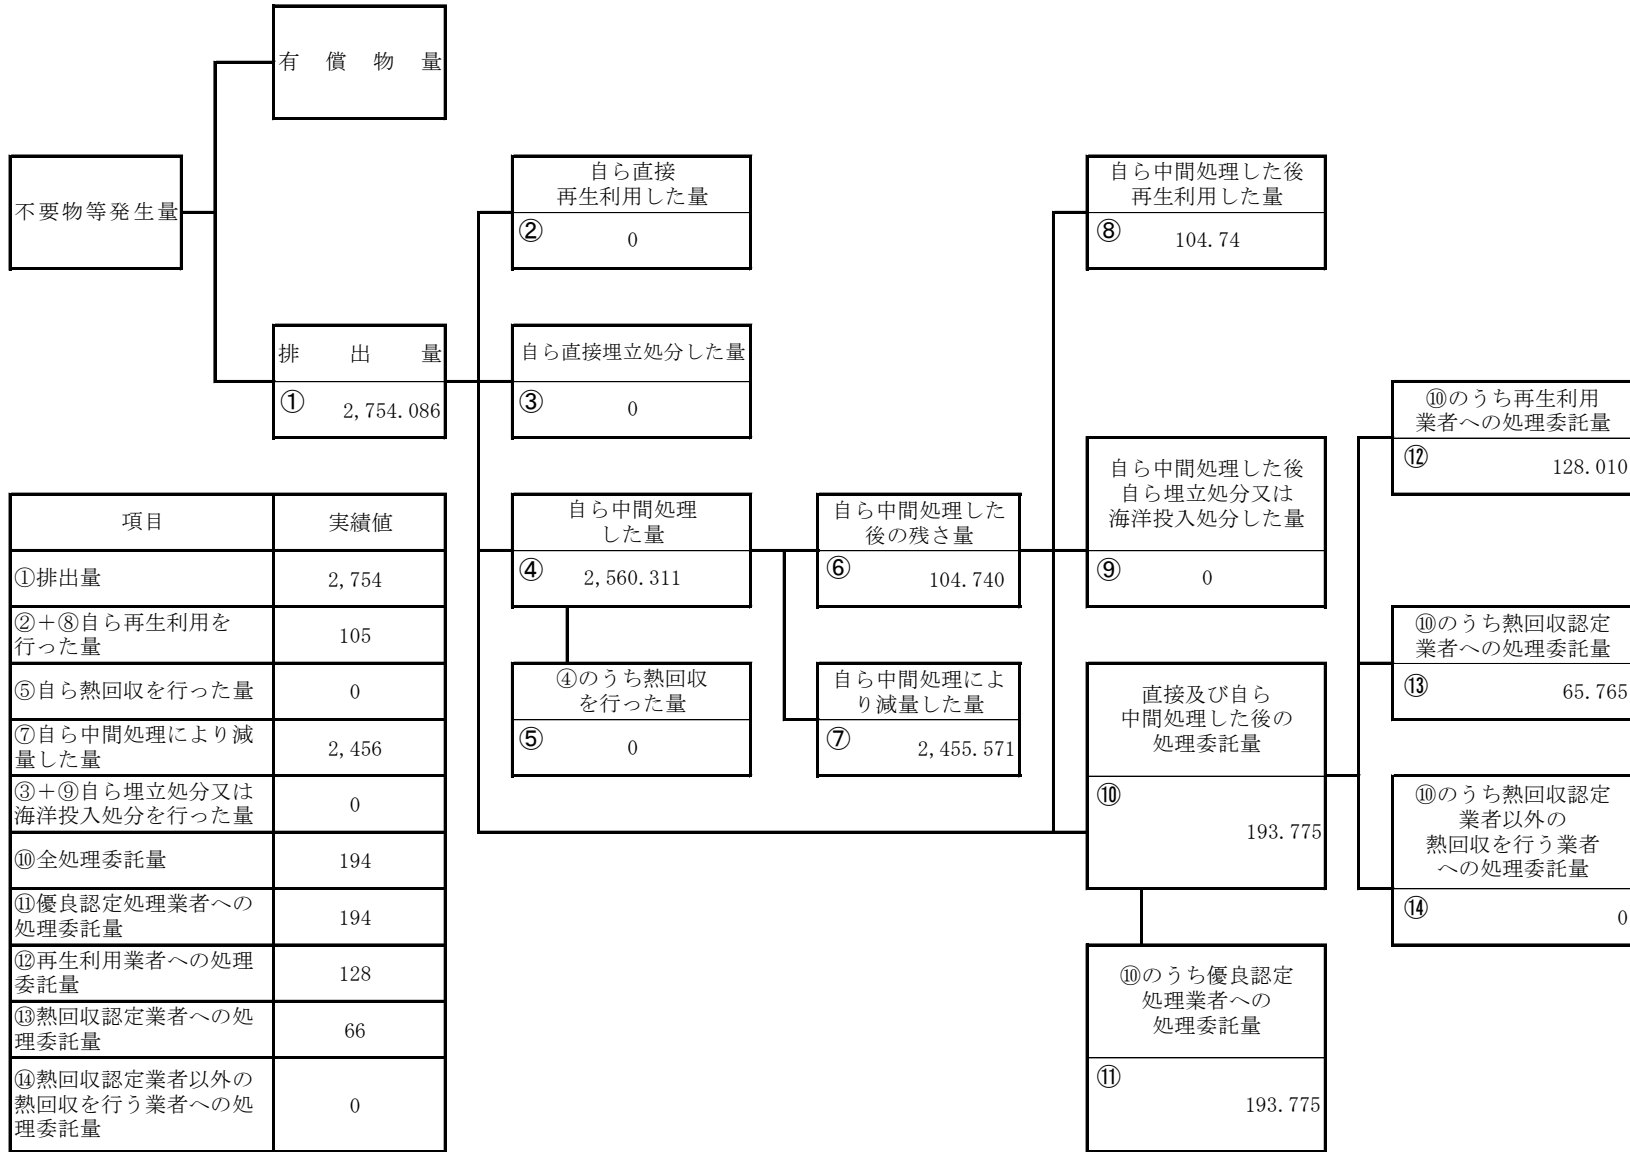 有償物量
不要物等発生量
排出量
① 2,754.086
自ら直接
再生利用した量
② 0
自ら直接埋立処分した量
③ 0
自ら中間処理
した量
④ 2,560.311
④のうち熱回収
を行った量
⑤ 0
自ら中間処理した
後の残さ量
⑥ 104.740
自ら中間処理によ
り減量した量
⑦ 2,455.571
自ら中間処理した後
再生利用した量
⑧ 104.74
自ら中間処理した後
自ら埋立処分又は
海洋投入処分した量
⑨ 0
直接及び自ら
中間処理した後の
処理委託量
⑩
193.775
⑩のうち優良認定
処理業者への
処理委託量
⑪
193.775
⑩のうち再生利用
業者への処理委託量
⑫ 128.010
⑩のうち熱回収認定
業者への処理委託量
⑬ 65.765
⑩のうち熱回収認定
業者以外の
熱回収を行う業者
への処理委託量
⑭ 0
項目 実績値
①排出量 2,754
②+⑧自ら再生利用を
行った量 105
⑤自ら熱回収を行った量 0
⑦自ら中間処理により減
量した量 2,456
③+⑨自ら埋立処分又は
海洋投入処分を行った量 0
⑩全処理委託量 194
⑪優良認定処理業者への
処理委託量 194
⑫再生利用業者への処理
委託量 128
⑬熱回収認定業者への処
理委託量 66
⑭熱回収認定業者以外の
熱回収を行う業者への処
理委託量 0